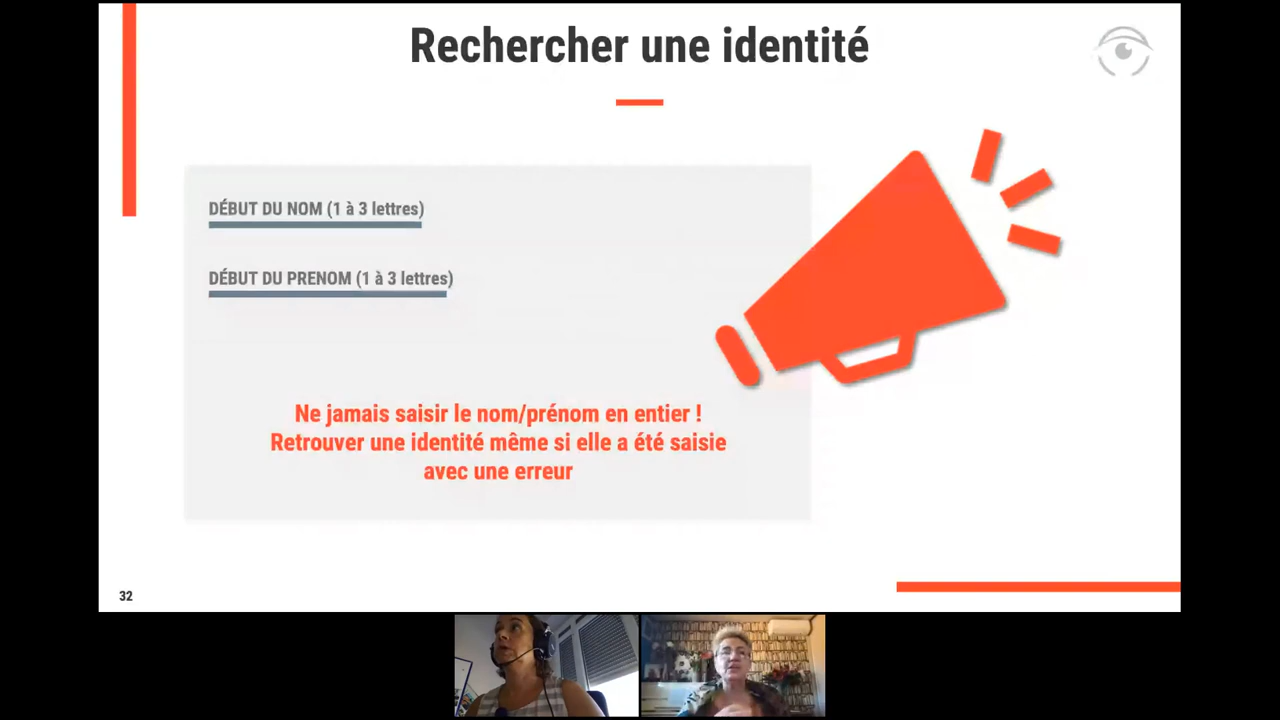 Rechercher une identité
DÉBUT DU NOM (1 à 3 lettres)
DÉBUT DU PRENOM (1 à 3 lettres)
Ne jamais saisir le nom/prénom en entier !
Retrouver une identité même si elle a été saisie
avec une erreur
32